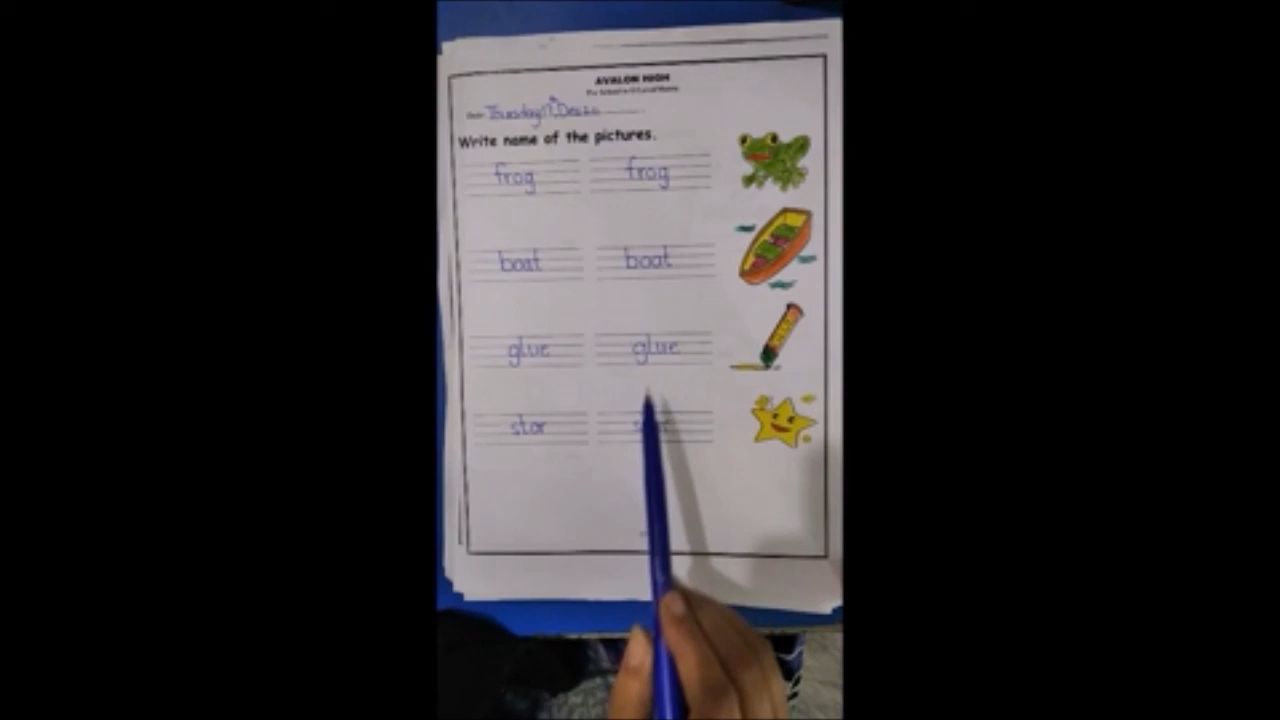 AVALON HIGH
Write name of the pictures.
frog frog
boat boat
glue glue
star